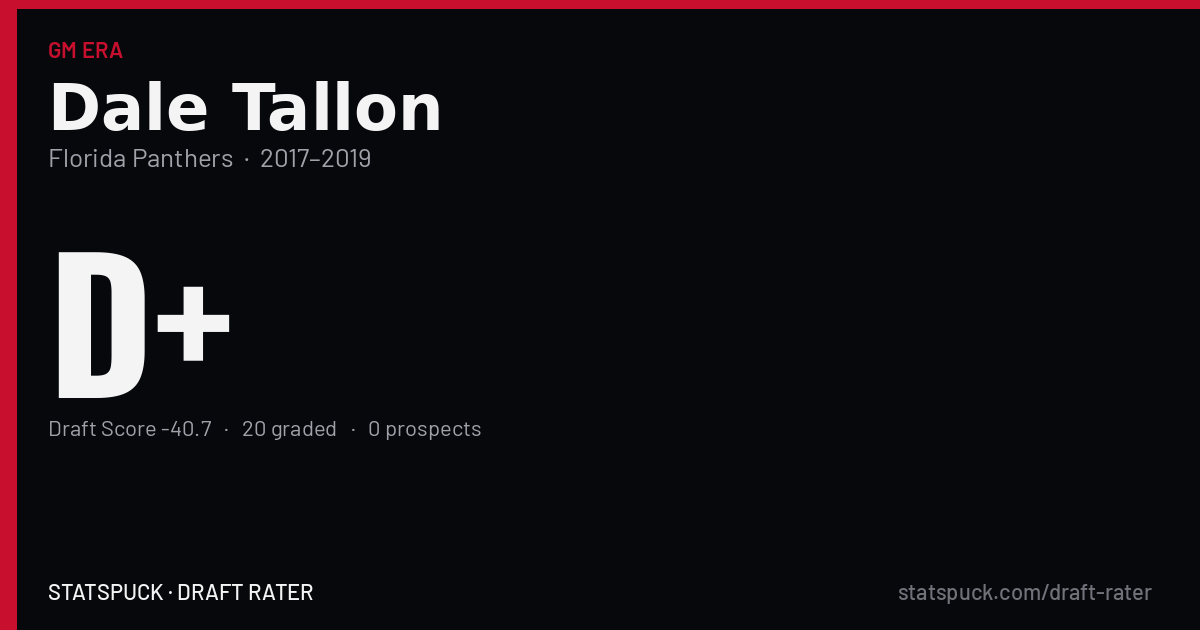 GM ERA
Dale Tallon
Florida Panthers · 2017–2019
D+
Draft Score -40.7 · 20 graded · 0 prospects
STATSPUCK · DRAFT RATER
statspuck.com/draft-rater